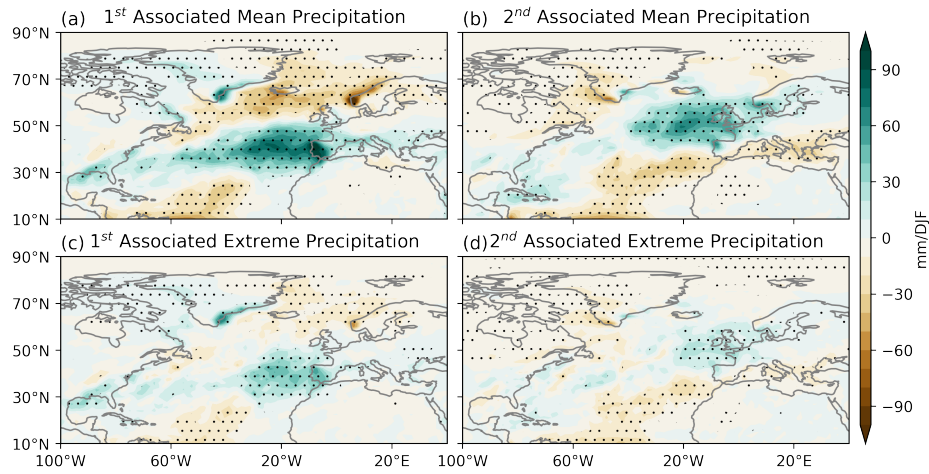 (a) 1st Associated Mean Precipitation
(b) 2nd Associated Mean Precipitation
90°N
70°N
50°N
30°N
10°N
(c) 1st Associated Extreme Precipitation
(d) 2nd Associated Extreme Precipitation
90°N
70°N
50°N
30°N
10°N
100°W 60°W 20°W 20°E
100°W 60°W 20°W 20°E
90
60
30
0
−30
−60
−90
mm/DJF